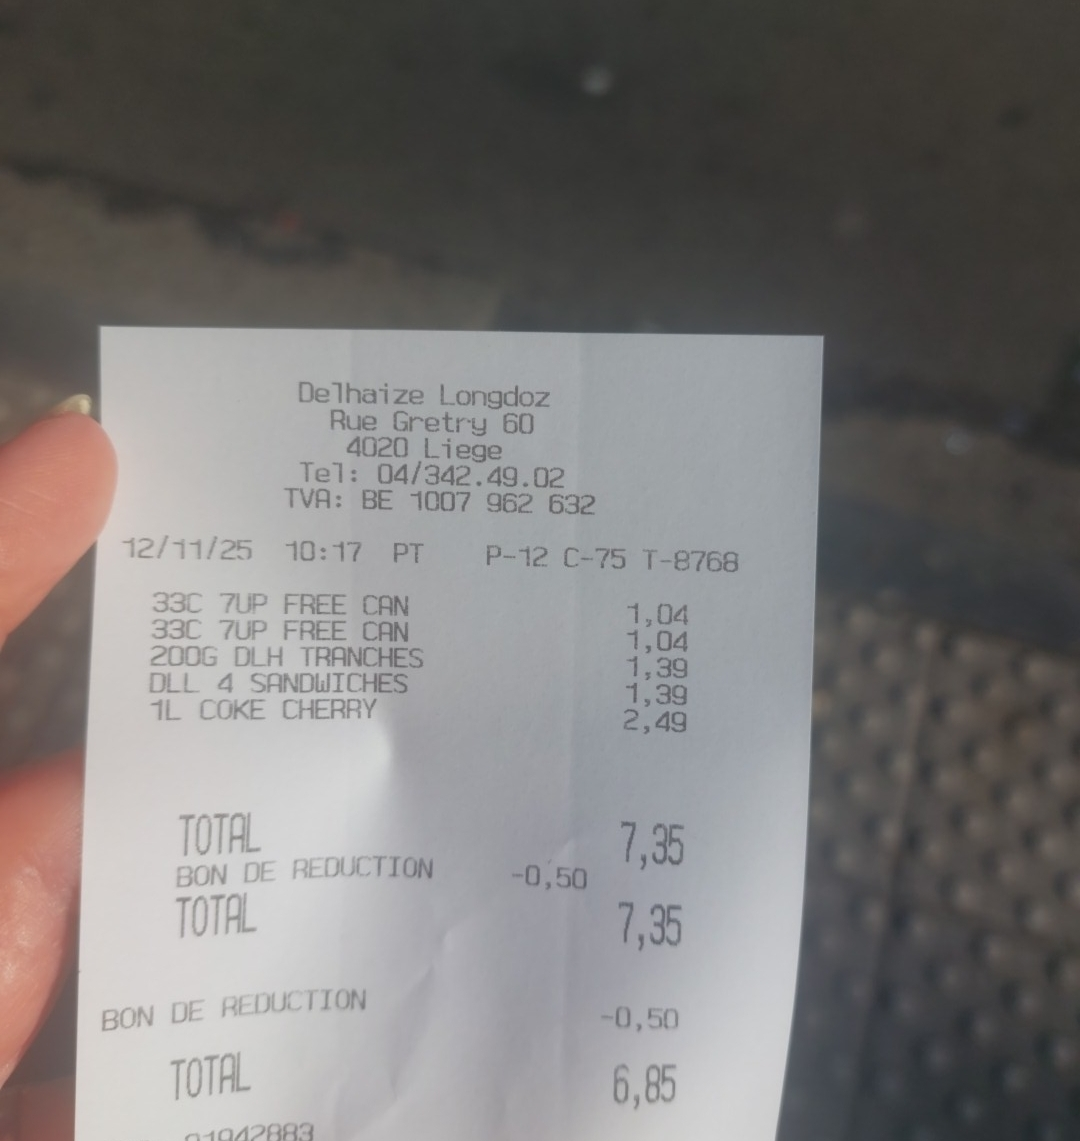 Delhaize Longdoz
Rue Gretry 60
4020 Liege
Tel: 04/342.49.02
TVA: BE 1007 962 632
12/11/25 10:17 PT P-12 C-75 T-8768
33C 7UP FREE CAN 1,04
33C 7UP FREE CAN 1,04
200G DLH TRANCHES 1,39
DLL 4 SANDWICHES 1,39
1L COKE CHERRY 2,49
TOTAL 7,35
BON DE REDUCTION -0,50
TOTAL 7,35
BON DE REDUCTION -0,50
TOTAL 6,85